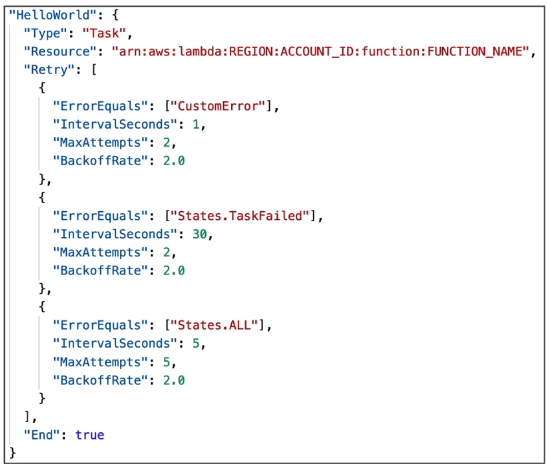 "HelloWorld": {
  "Type": "Task",
  "Resource": "arn:aws:lambda:REGION:ACCOUNT_ID:function:FUNCTION_NAME",
  "Retry": [
    {
      "ErrorEquals": ["CustomError"],
      "IntervalSeconds": 1,
      "MaxAttempts": 2,
      "BackoffRate": 2.0
    },
    {
      "ErrorEquals": ["States.TaskFailed"],
      "IntervalSeconds": 30,
      "MaxAttempts": 2,
      "BackoffRate": 2.0
    },
    {
      "ErrorEquals": ["States.ALL"],
      "IntervalSeconds": 5,
      "MaxAttempts": 5,
      "BackoffRate": 2.0
    }
  ],
  "End": true
}